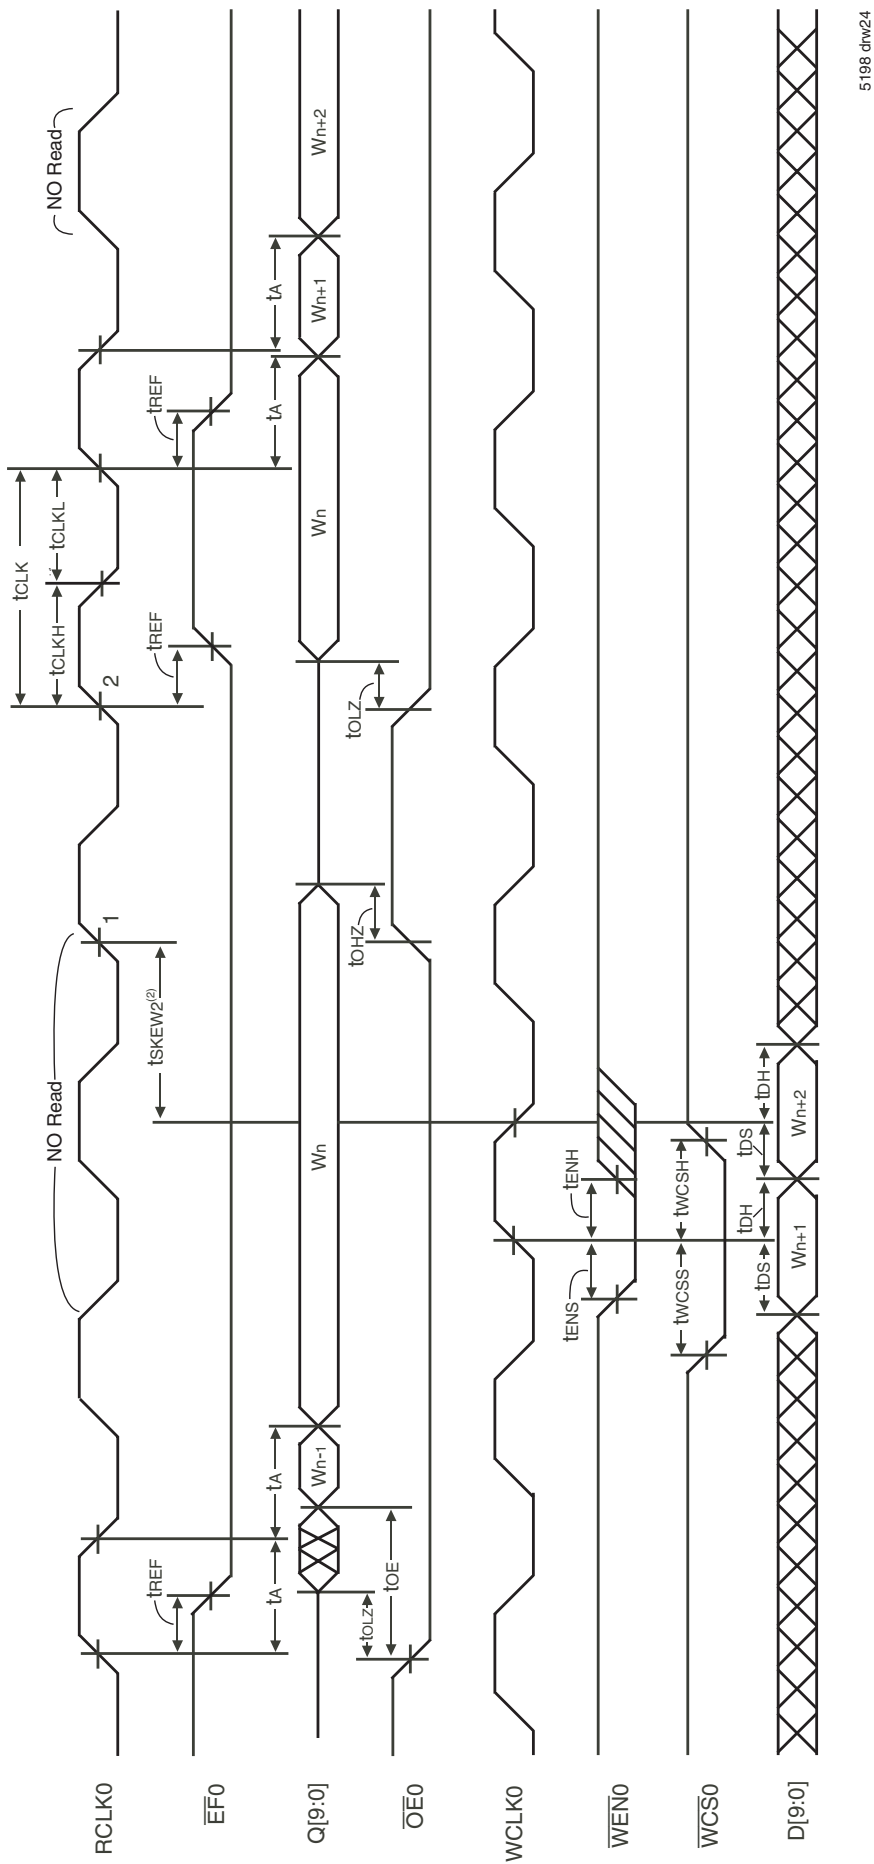 RCLK0
EF0
Q[9:0]
OE0
WCLK0
WEN0
WCS0
D[9:0]
NO Read
1
2
NO Read
tSKEW2(2)
tCLK
tCLKH
tCLKL
tREF
tREF
tREF
tA
tA
Wn-1
Wn
Wn
tA
Wn+1
tA
Wn+2
tOLZ
tOE
tOHZ
tOLZ
tENS
tENH
tWCSS
tWCSH
tDS
tDH
tDS
tDH
Wn+1
Wn+2
5198 drw24